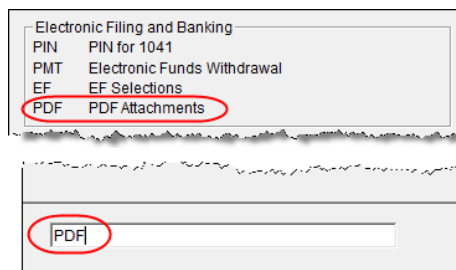 Electronic Filing and Banking
PIN PIN for 1041
PMT Electronic Funds Withdrawal
EF EF Selections
PDF PDF Attachments
PDF